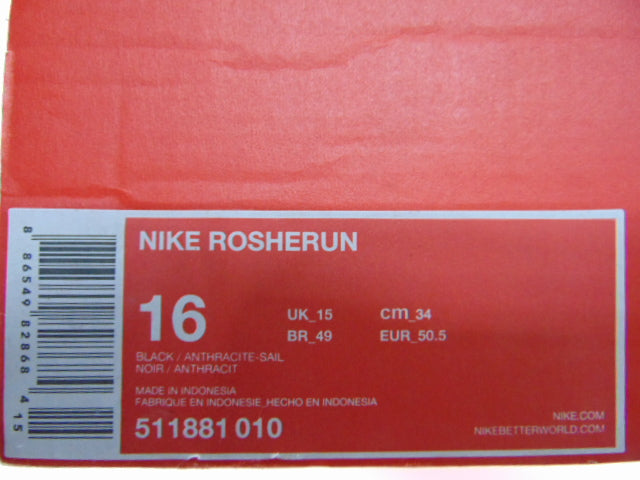 NIKE ROSHERUN
16
UK_15 cm_34
BR_49 EUR_50.5
BLACK / ANTHRACITE-SAIL
NOIR / ANTHRACIT
MADE IN INDONESIA
FABRIQUE EN INDONESIE_HECHO EN INDONESIA
511881 010
NIKE.COM
NIKEBETTERWORLD.COM
8 86549 82868 4 15